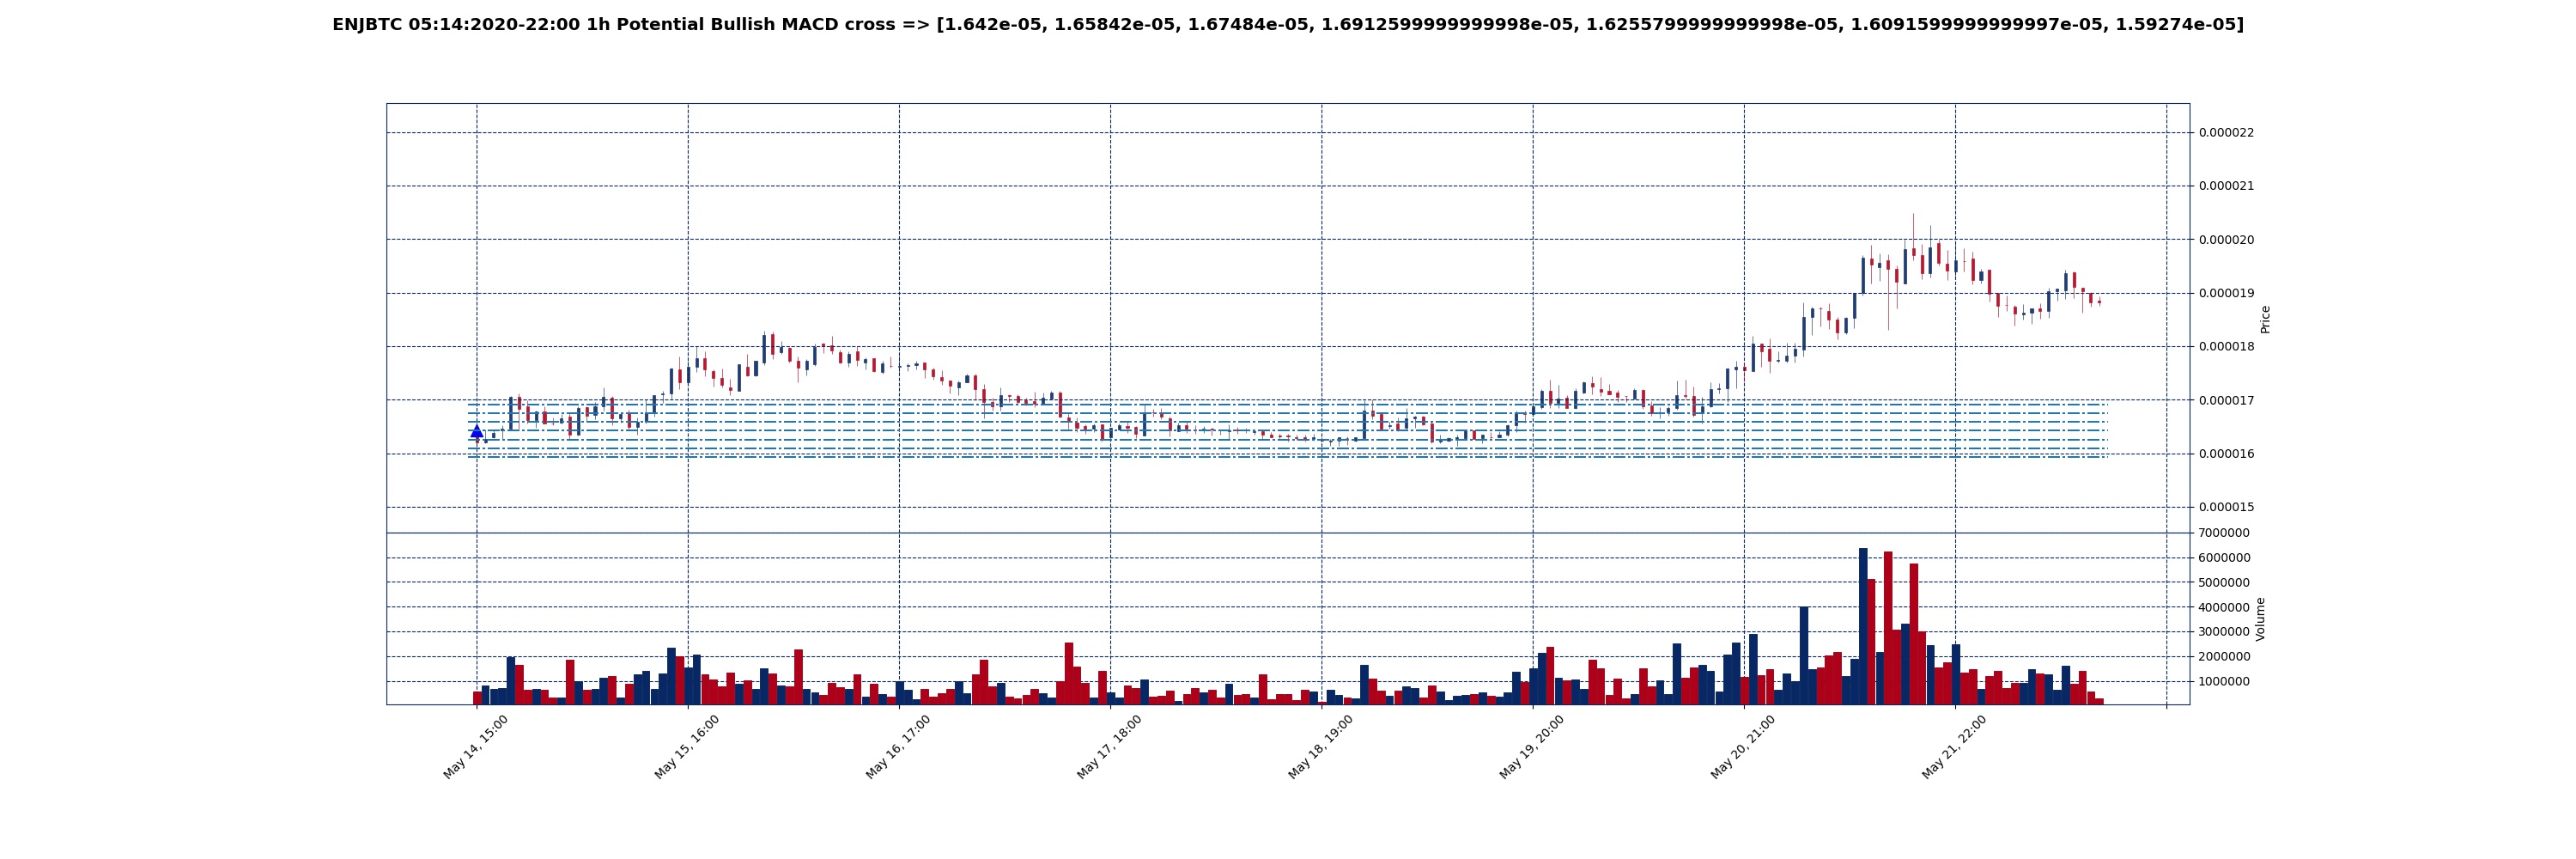 ENJBTC 05:14:2020-22:00 1h Potential Bullish MACD cross => [1.642e-05, 1.65842e-05, 1.67484e-05, 1.6912599999999998e-05, 1.6255799999999998e-05, 1.6091599999999997e-05, 1.59274e-05]
0.000022
0.000021
0.000020
0.000019
0.000018
0.000017
0.000016
0.000015
Price
7000000
6000000
5000000
4000000
3000000
2000000
1000000
Volume
May 14, 15:00
May 15, 16:00
May 16, 17:00
May 17, 18:00
May 18, 19:00
May 19, 20:00
May 20, 21:00
May 21, 22:00